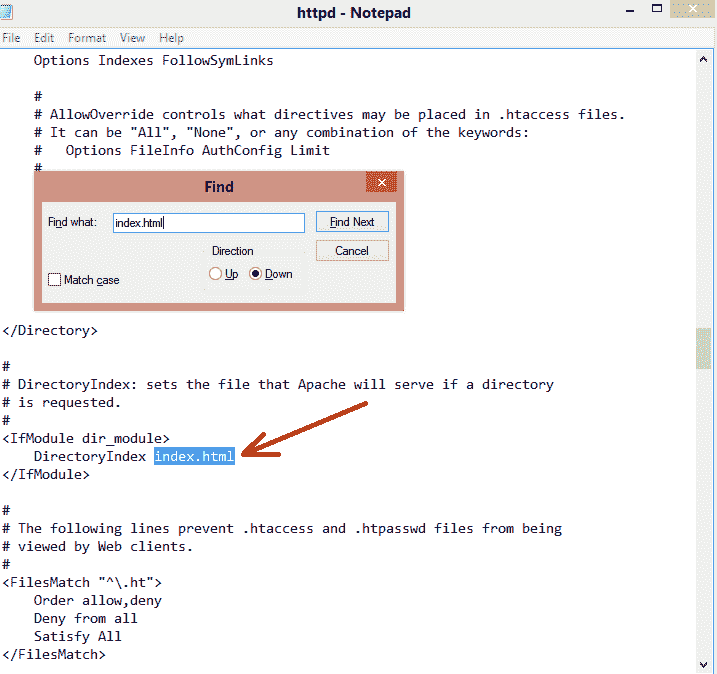 httpd - Notepad
File Edit Format View Help
Options Indexes FollowSymLinks
#
# AllowOverride controls what directives may be placed in .htaccess files.
# It can be "All", "None", or any combination of the keywords:
#   Options FileInfo AuthConfig Limit
#
Find
Find what: index.html Find Next
Direction Cancel
Up Down
Match case
</Directory>
#
# DirectoryIndex: sets the file that Apache will serve if a directory
# is requested.
#
<IfModule dir_module>
    DirectoryIndex index.html
</IfModule>
#
# The following lines prevent .htaccess and .htpasswd files from being
# viewed by Web clients.
#
<FilesMatch "^\.ht">
    Order allow,deny
    Deny from all
    Satisfy All
</FilesMatch>